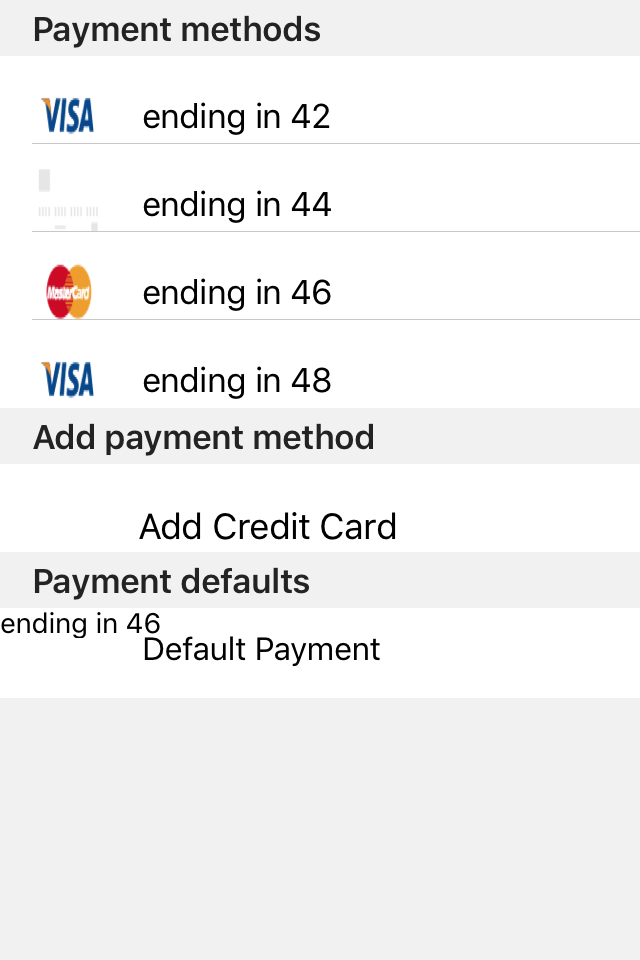 Payment methods
VISA ending in 42
ending in 44
MasterCard ending in 46
VISA ending in 48
Add payment method
Add Credit Card
Payment defaults
ending in 46
Default Payment